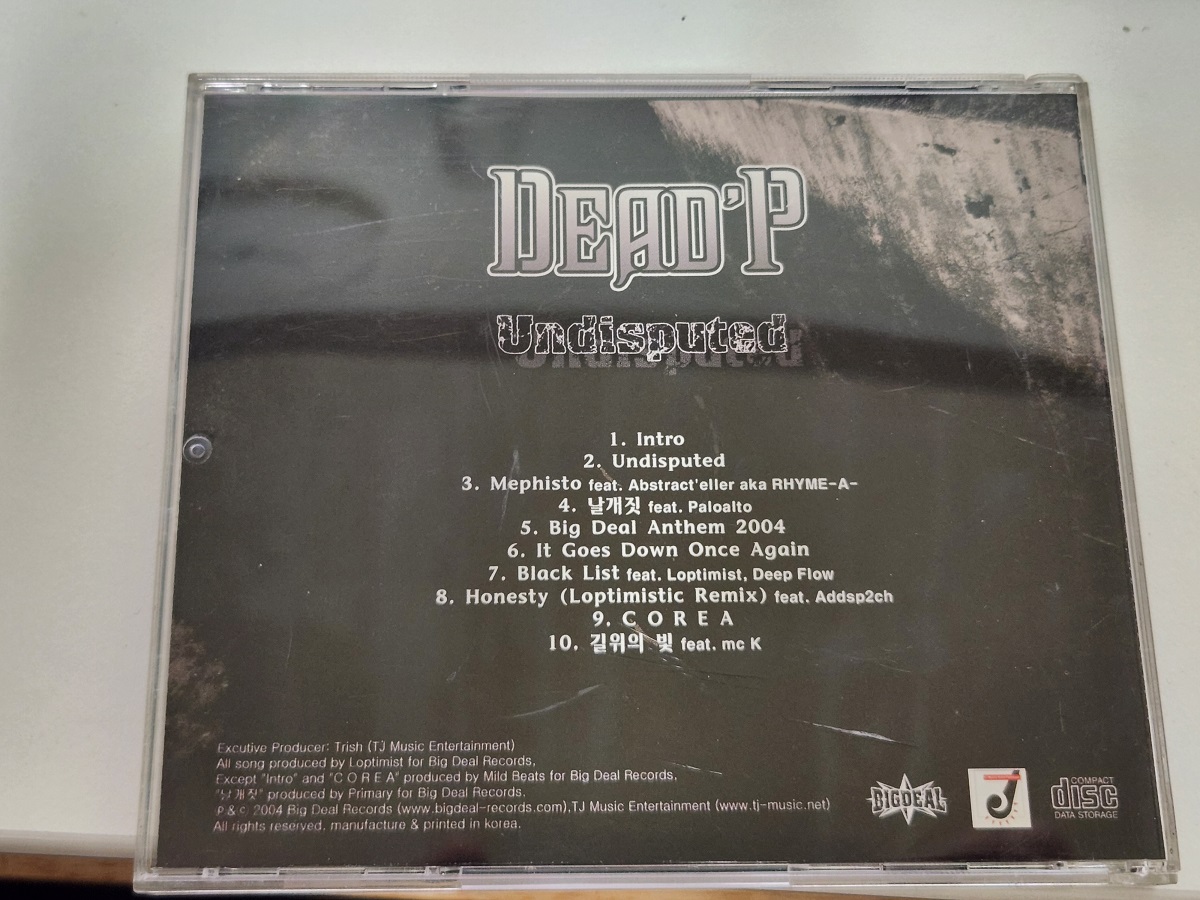 DEAD'P
Undisputed
1. Intro
2. Undisputed
3. Mephisto feat. Abstract'eller aka RHYME-A-
4. 날개짓 feat. Paloalto
5. Big Deal Anthem 2004
6. It Goes Down Once Again
7. Black List feat. Loptimist, Deep Flow
8. Honesty (Loptimistic Remix) feat. Addsp2ch
9. C O R E A
10. 길위의 빛 feat. mc K
Excutive Producer: Trish (TJ Music Entertainment)
All song produced by Loptimist for Big Deal Records,
Except "Intro" and "C O R E A" produced by Mild Beats for Big Deal Records,
"날개짓" produced by Primary for Big Deal Records.
P & C 2004 Big Deal Records (www.bigdeal-records.com),TJ Music Entertainment (www.tj-music.net)
All rights reserved, manufacture & printed in korea.
BIGDEAL
J
COMPACT
disc
DATA STORAGE